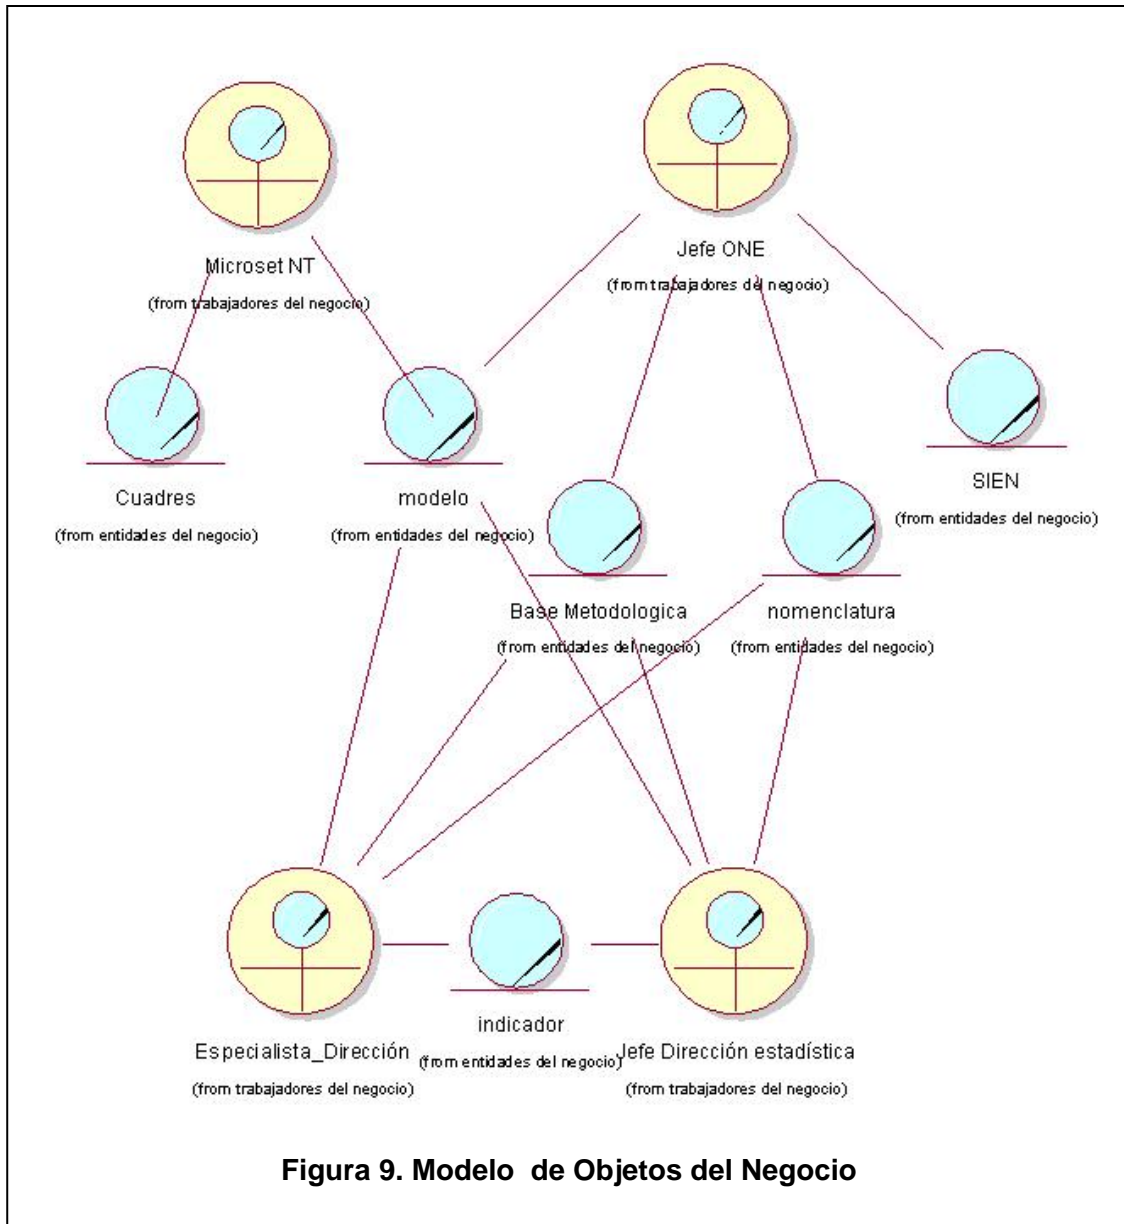 Microset NT
(from trabajadores del negocio)
Jefe ONE
(from trabajadores del negocio)
Cuadres
(from entidades del negocio)
modelo
(from entidades del negocio)
SIEN
(from entidades del negocio)
Base Metodologica
(from entidades del negocio)
nomenclatura
(from entidades del negocio)
Especialista_Dirección
(from trabajadores del negocio)
indicador
(from entidades del negocio)
Jefe Dirección estadística
(from trabajadores del negocio)
Figura 9. Modelo de Objetos del Negocio